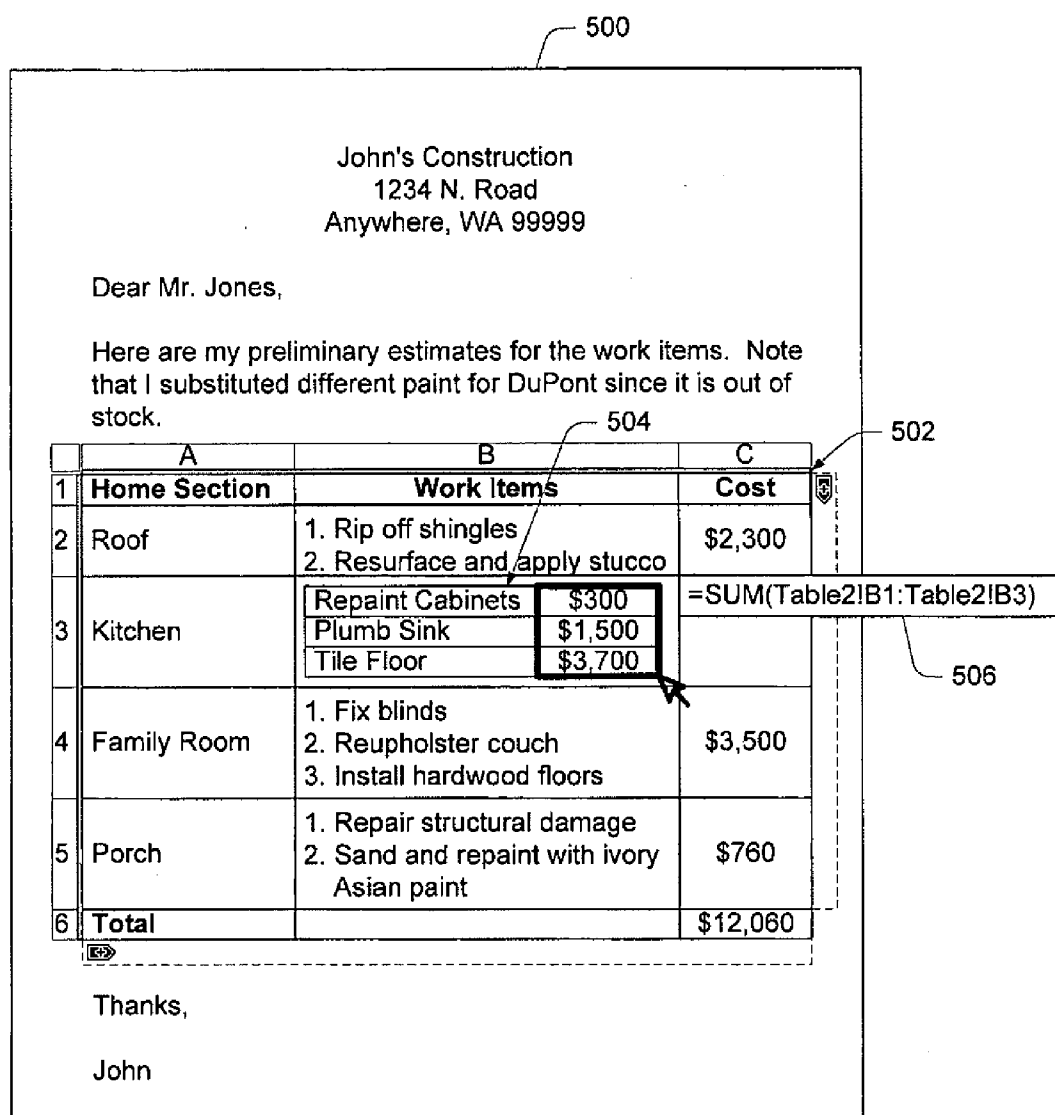 500
John's Construction
1234 N. Road
Anywhere, WA 99999
Dear Mr. Jones,
Here are my preliminary estimates for the work items. Note
that I substituted different paint for DuPont since it is out of
stock.
504
502
A B C
1 Home Section Work Items Cost
2 Roof 1. Rip off shingles $2,300
2. Resurface and apply stucco
3 Kitchen Repaint Cabinets $300 =SUM(Table2!B1:Table2!B3)
Plumb Sink $1,500
Tile Floor $3,700
506
4 Family Room 1. Fix blinds $3,500
2. Reupholster couch
3. Install hardwood floors
5 Porch 1. Repair structural damage $760
2. Sand and repaint with ivory
Asian paint
6 Total $12,060
Thanks,
John